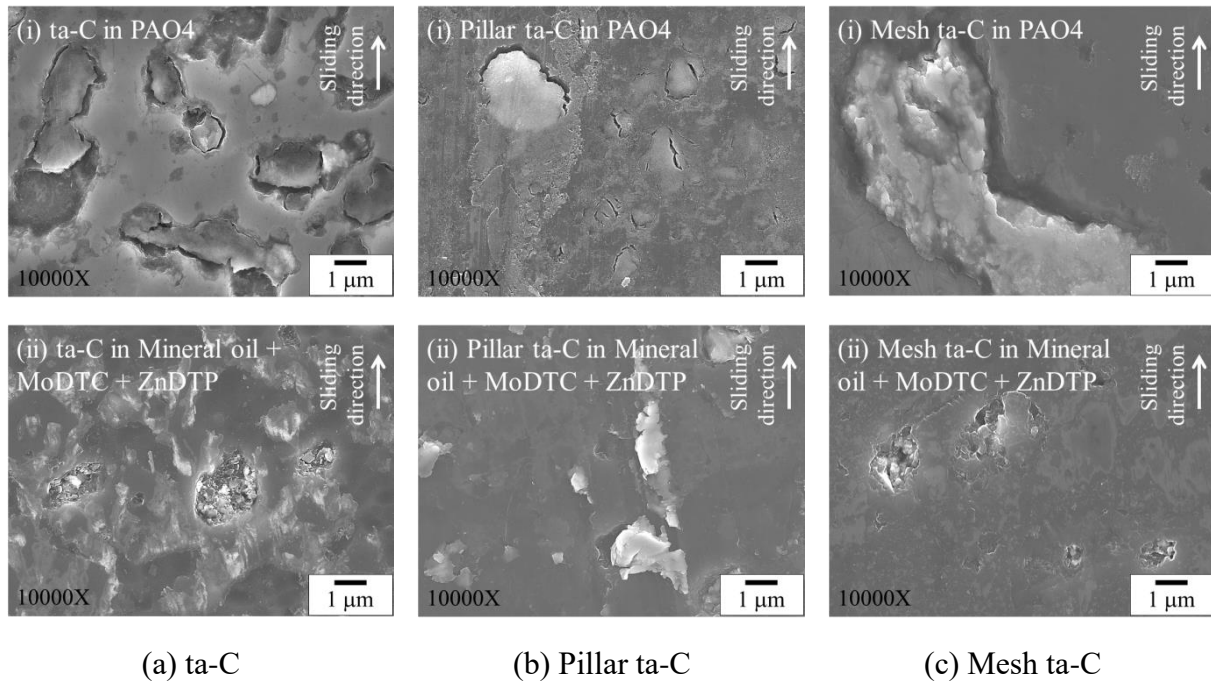 (i) ta-C in PAO4
Sliding
direction
10000X
1 µm
(i) Pillar ta-C in PAO4
Sliding
direction
10000X
1 µm
(i) Mesh ta-C in PAO4
Sliding
direction
10000X
1 µm
(ii) ta-C in Mineral oil +
MoDTC + ZnDTP
Sliding
direction
10000X
1 µm
(ii) Pillar ta-C in Mineral
oil + MoDTC + ZnDTP
Sliding
direction
10000X
1 µm
(ii) Mesh ta-C in Mineral
oil + MoDTC + ZnDTP
Sliding
direction
10000X
1 µm
(a) ta-C
(b) Pillar ta-C
(c) Mesh ta-C